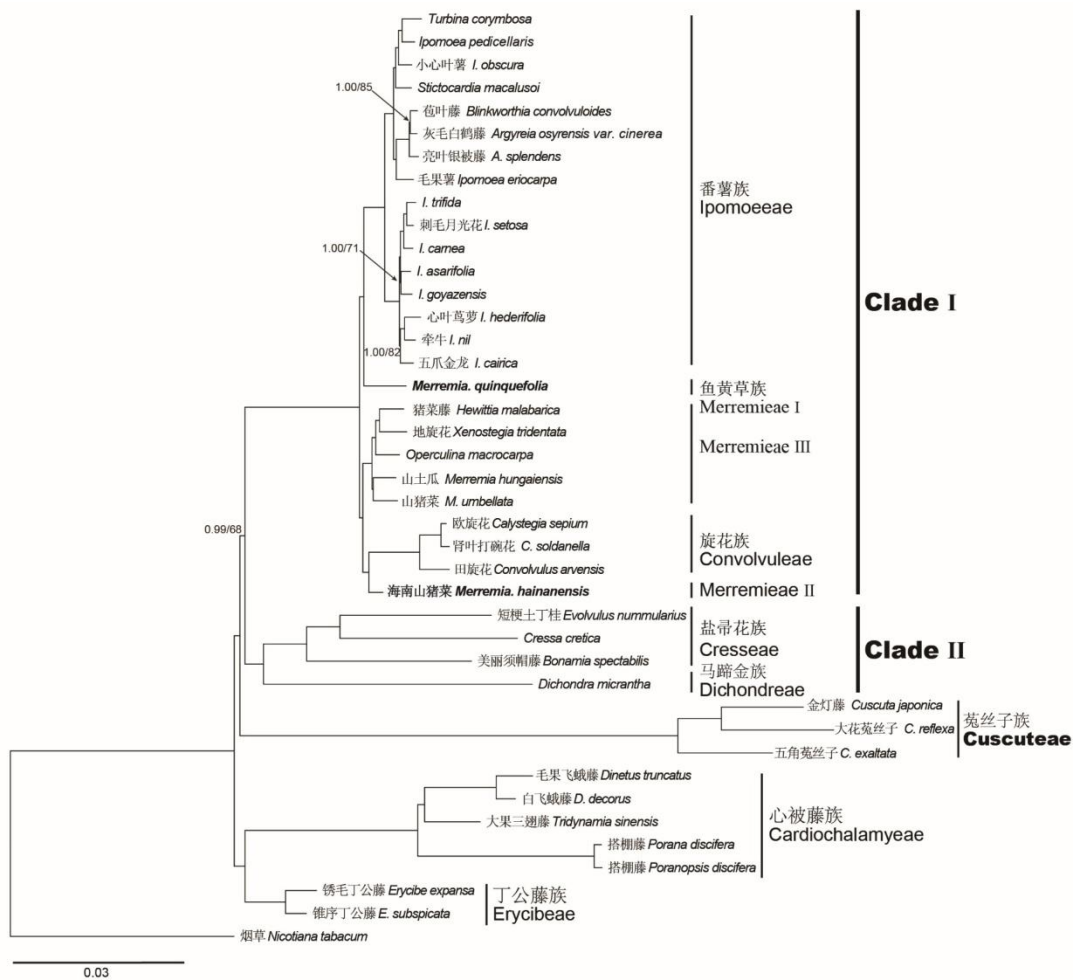 Turbina corymbosa
Ipomoea pedicellaris
小心叶薯 I. obscura
Stictocardia macalusoi
1.00/85
苞叶藤 Blinkworthia convolvuloides
灰毛白鹤藤 Argyreia osyrensis var. cinerea
亮叶银被藤 A. splendens
毛果薯 Ipomoea eriocarpa
番薯族
Ipomoeeae
I. trifida
刺毛月光花 I. setosa
1.00/71
I. carnea
I. asarifolia
I. goyazensis
Clade I
心叶茑萝 I. hederifolia
牵牛 I. nil
1.00/82
五爪金龙 I. cairica
Merremia. quinquefolia
鱼黄草族
猪菜藤 Hewittia malabarica
Merremieae I
地旋花 Xenostegia tridentata
Merremieae III
Operculina macrocarpa
山土瓜 Merremia hungaiensis
山猪菜 M. umbellata
0.99/68
欧旋花 Calystegia sepium
肾叶打碗花 C. soldanella
田旋花 Convolvulus arvensis
旋花族
Convolvuleae
海南山猪菜 Merremia. hainanensis
Merremieae II
短梗土丁桂 Evolvulus nummularius
Cressa cretica
美丽须帽藤 Bonamia spectabilis
盐帚花族
Cresseae
Clade II
Dichondra micrantha
马蹄金族
Dichondreae
金灯藤 Cuscuta japonica
大花菟丝子 C. reflexa
五角菟丝子 C. exaltata
菟丝子族
Cuscuteae
毛果飞蛾藤 Dinetus truncatus
白飞蛾藤 D. decorus
大果三翅藤 Tridynamia sinensis
搭棚藤 Porana discifera
搭棚藤 Poranopsis discifera
心被藤族
Cardiochalamyeae
锈毛丁公藤 Erycibe expansa
锥序丁公藤 E. subspicata
丁公藤族
Erycibeae
烟草 Nicotiana tabacum
0.03